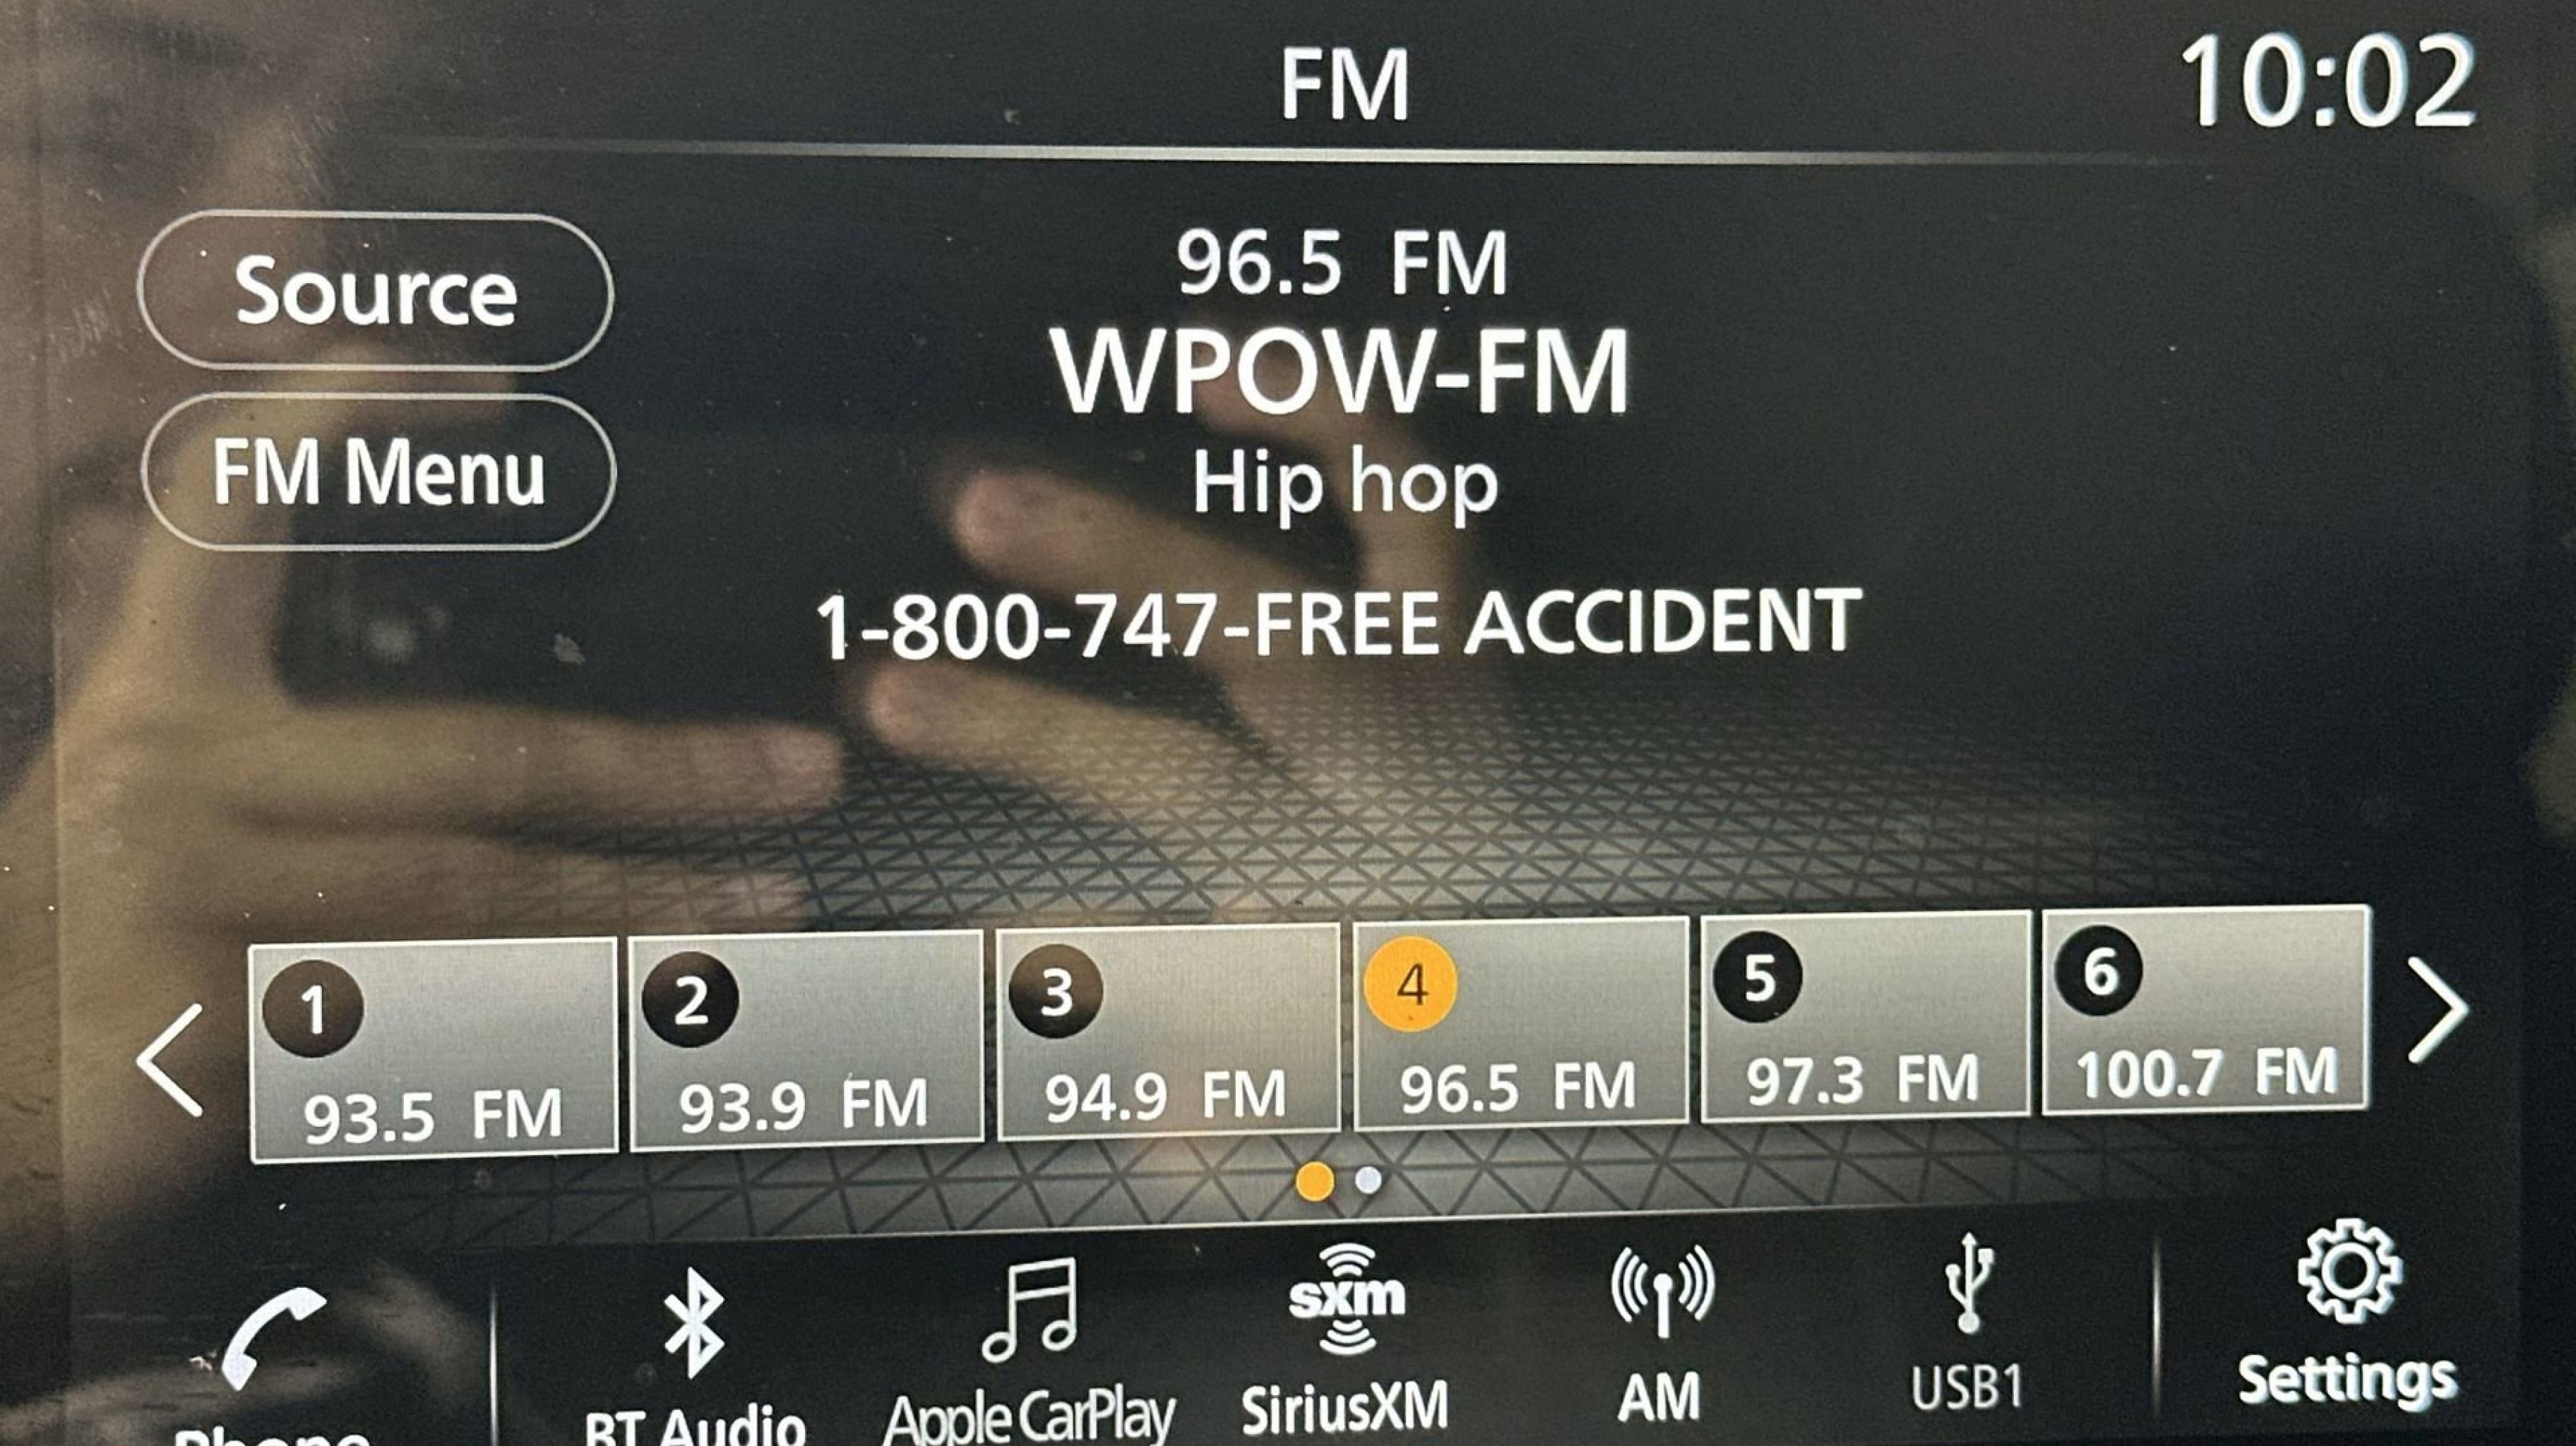 FM
10:02
Source
FM Menu
96.5 FM
WPOW-FM
Hip hop
1-800-747-FREE ACCIDENT
1
2
3
4
5
6
93.5 FM
93.9 FM
94.9 FM
96.5 FM
97.3 FM
100.7 FM
sxm
Phone
BT Audio
Apple CarPlay
SiriusXM
AM
USB1
Settings